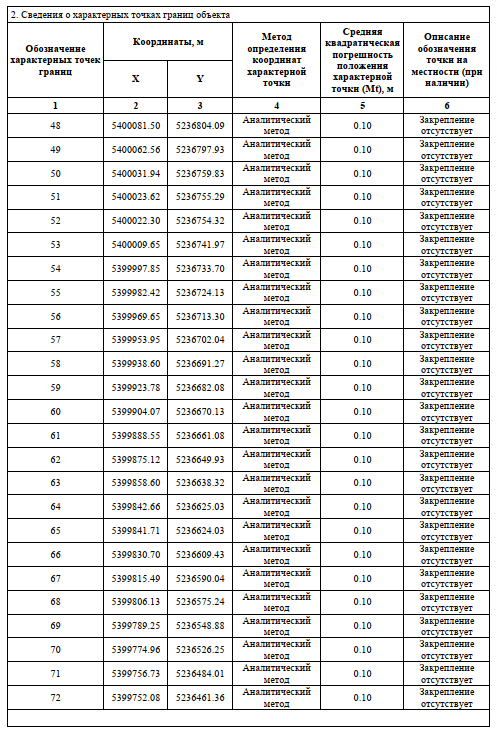 2. Сведения о характерных точках границ объекта
Обозначение характерных точек границ | Координаты, м | Метод определения координат характерной точки | Средняя квадратическая погрешность положения характерной точки (Mt), м | Описание обозначения точки на местности (при наличии)
X | Y
1 | 2 | 3 | 4 | 5 | 6
48 | 5400081.50 | 5236804.09 | Аналитический метод | 0.10 | Закрепление отсутствует
49 | 5400062.56 | 5236797.93 | Аналитический метод | 0.10 | Закрепление отсутствует
50 | 5400031.94 | 5236759.83 | Аналитический метод | 0.10 | Закрепление отсутствует
51 | 5400023.62 | 5236755.29 | Аналитический метод | 0.10 | Закрепление отсутствует
52 | 5400022.30 | 5236754.32 | Аналитический метод | 0.10 | Закрепление отсутствует
53 | 5400009.65 | 5236741.97 | Аналитический метод | 0.10 | Закрепление отсутствует
54 | 5399997.85 | 5236733.70 | Аналитический метод | 0.10 | Закрепление отсутствует
55 | 5399982.42 | 5236724.13 | Аналитический метод | 0.10 | Закрепление отсутствует
56 | 5399969.65 | 5236713.30 | Аналитический метод | 0.10 | Закрепление отсутствует
57 | 5399953.95 | 5236702.04 | Аналитический метод | 0.10 | Закрепление отсутствует
58 | 5399938.60 | 5236691.27 | Аналитический метод | 0.10 | Закрепление отсутствует
59 | 5399923.78 | 5236682.08 | Аналитический метод | 0.10 | Закрепление отсутствует
60 | 5399904.07 | 5236670.13 | Аналитический метод | 0.10 | Закрепление отсутствует
61 | 5399888.55 | 5236661.08 | Аналитический метод | 0.10 | Закрепление отсутствует
62 | 5399875.12 | 5236649.93 | Аналитический метод | 0.10 | Закрепление отсутствует
63 | 5399858.60 | 5236638.32 | Аналитический метод | 0.10 | Закрепление отсутствует
64 | 5399842.66 | 5236625.03 | Аналитический метод | 0.10 | Закрепление отсутствует
65 | 5399841.71 | 5236624.03 | Аналитический метод | 0.10 | Закрепление отсутствует
66 | 5399830.70 | 5236609.43 | Аналитический метод | 0.10 | Закрепление отсутствует
67 | 5399815.49 | 5236590.04 | Аналитический метод | 0.10 | Закрепление отсутствует
68 | 5399806.13 | 5236575.24 | Аналитический метод | 0.10 | Закрепление отсутствует
69 | 5399789.25 | 5236548.88 | Аналитический метод | 0.10 | Закрепление отсутствует
70 | 5399774.96 | 5236526.25 | Аналитический метод | 0.10 | Закрепление отсутствует
71 | 5399756.73 | 5236484.01 | Аналитический метод | 0.10 | Закрепление отсутствует
72 | 5399752.08 | 5236461.36 | Аналитический метод | 0.10 | Закрепление отсутствует